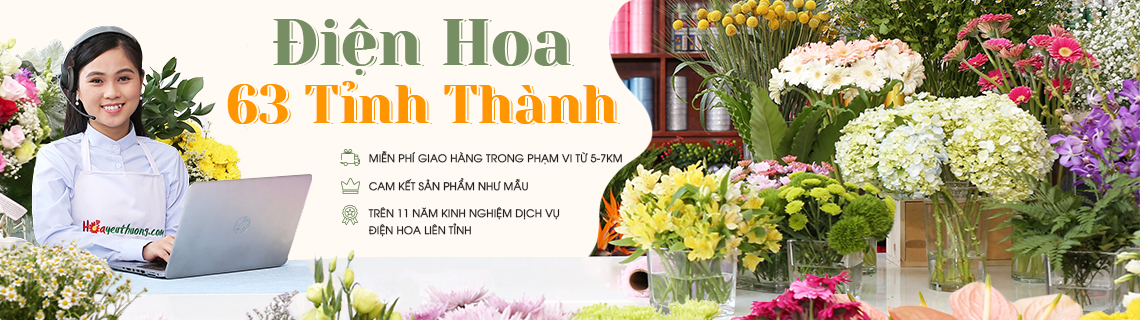 Điện Hoa
63 Tỉnh Thành
MIỄN PHÍ GIAO HÀNG TRONG PHẠM VI TỪ 5-7KM
CAM KẾT SẢN PHẨM NHƯ MẪU
TRÊN 11 NĂM KINH NGHIỆM DỊCH VỤ
ĐIỆN HOA LIÊN TỈNH
Hoayeuthuong.com